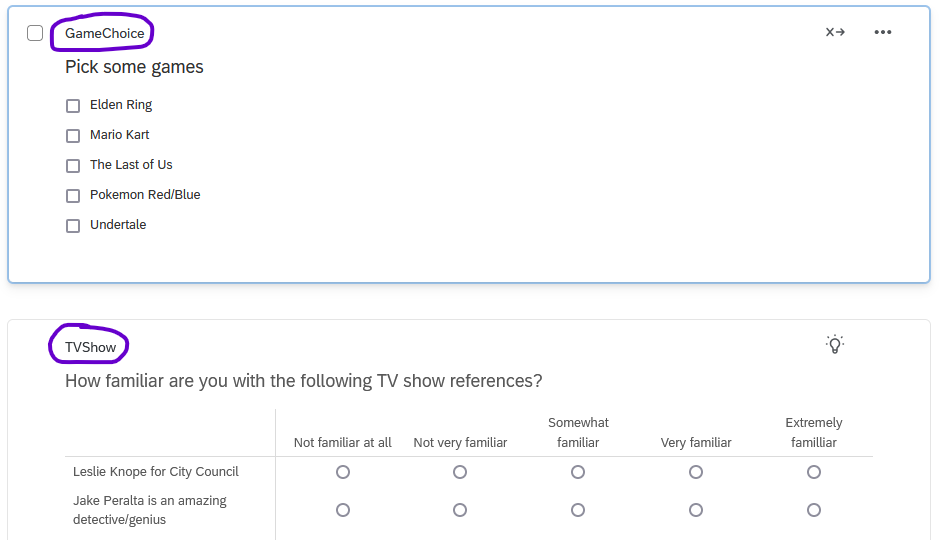 GameChoice
Pick some games
Elden Ring
Mario Kart
The Last of Us
Pokemon Red/Blue
Undertale
TVShow
How familiar are you with the following TV show references?
Not familiar at all
Not very familiar
Somewhat
familiar
Very familiar
Extremely
familliar
Leslie Knope for City Council
Jake Peralta is an amazing
detective/genius